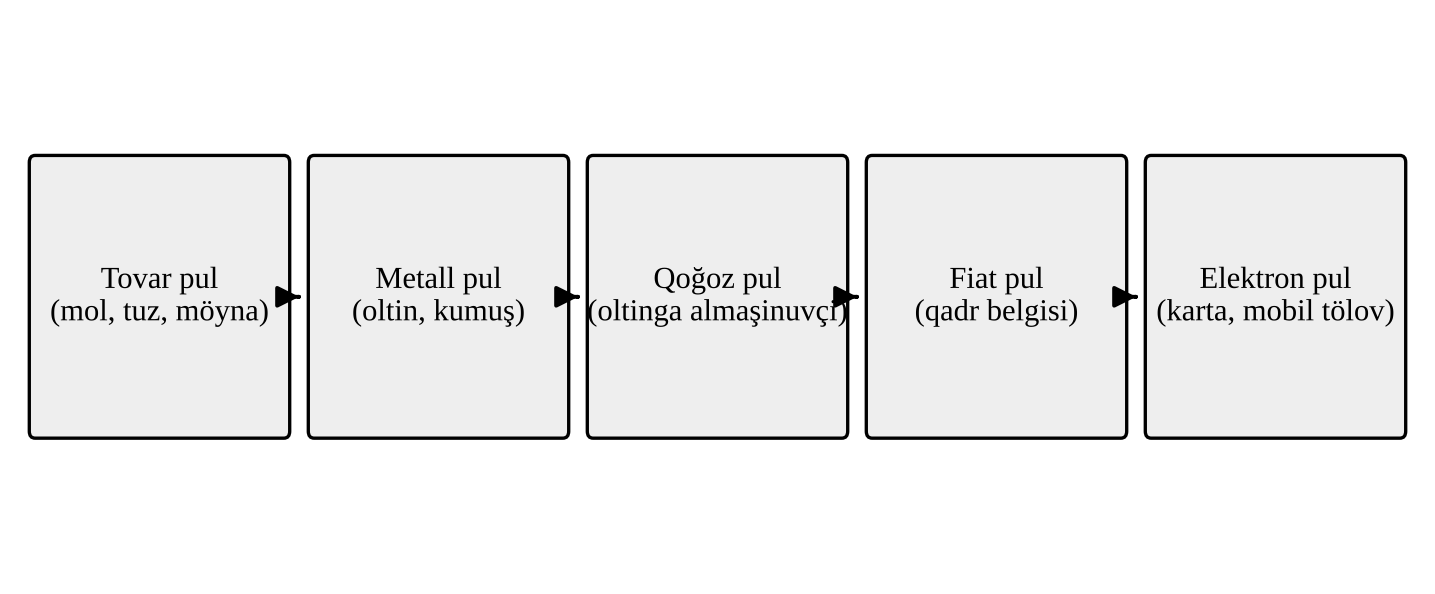 Tovar pul
(mol, tuz, möyna)
Metall pul
(oltin, kumuş)
Qoğoz pul
(oltinga almaşinuvçi)
Fiat pul
(qadr belgisi)
Elektron pul
(karta, mobil tölov)